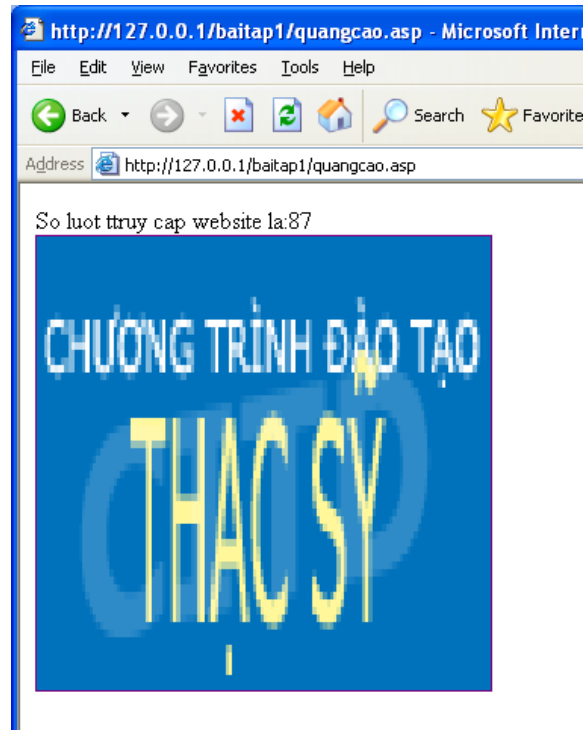 http://127.0.0.1/baitap1/quangcao.asp - Microsoft Inter
File Edit View Favorites Tools Help
Back Search Favorite
Address http://127.0.0.1/baitap1/quangcao.asp
So luot ttruy cap website la:87
CHƯƠNG TRÌNH ĐÀO TẠO
THẠC SỸ